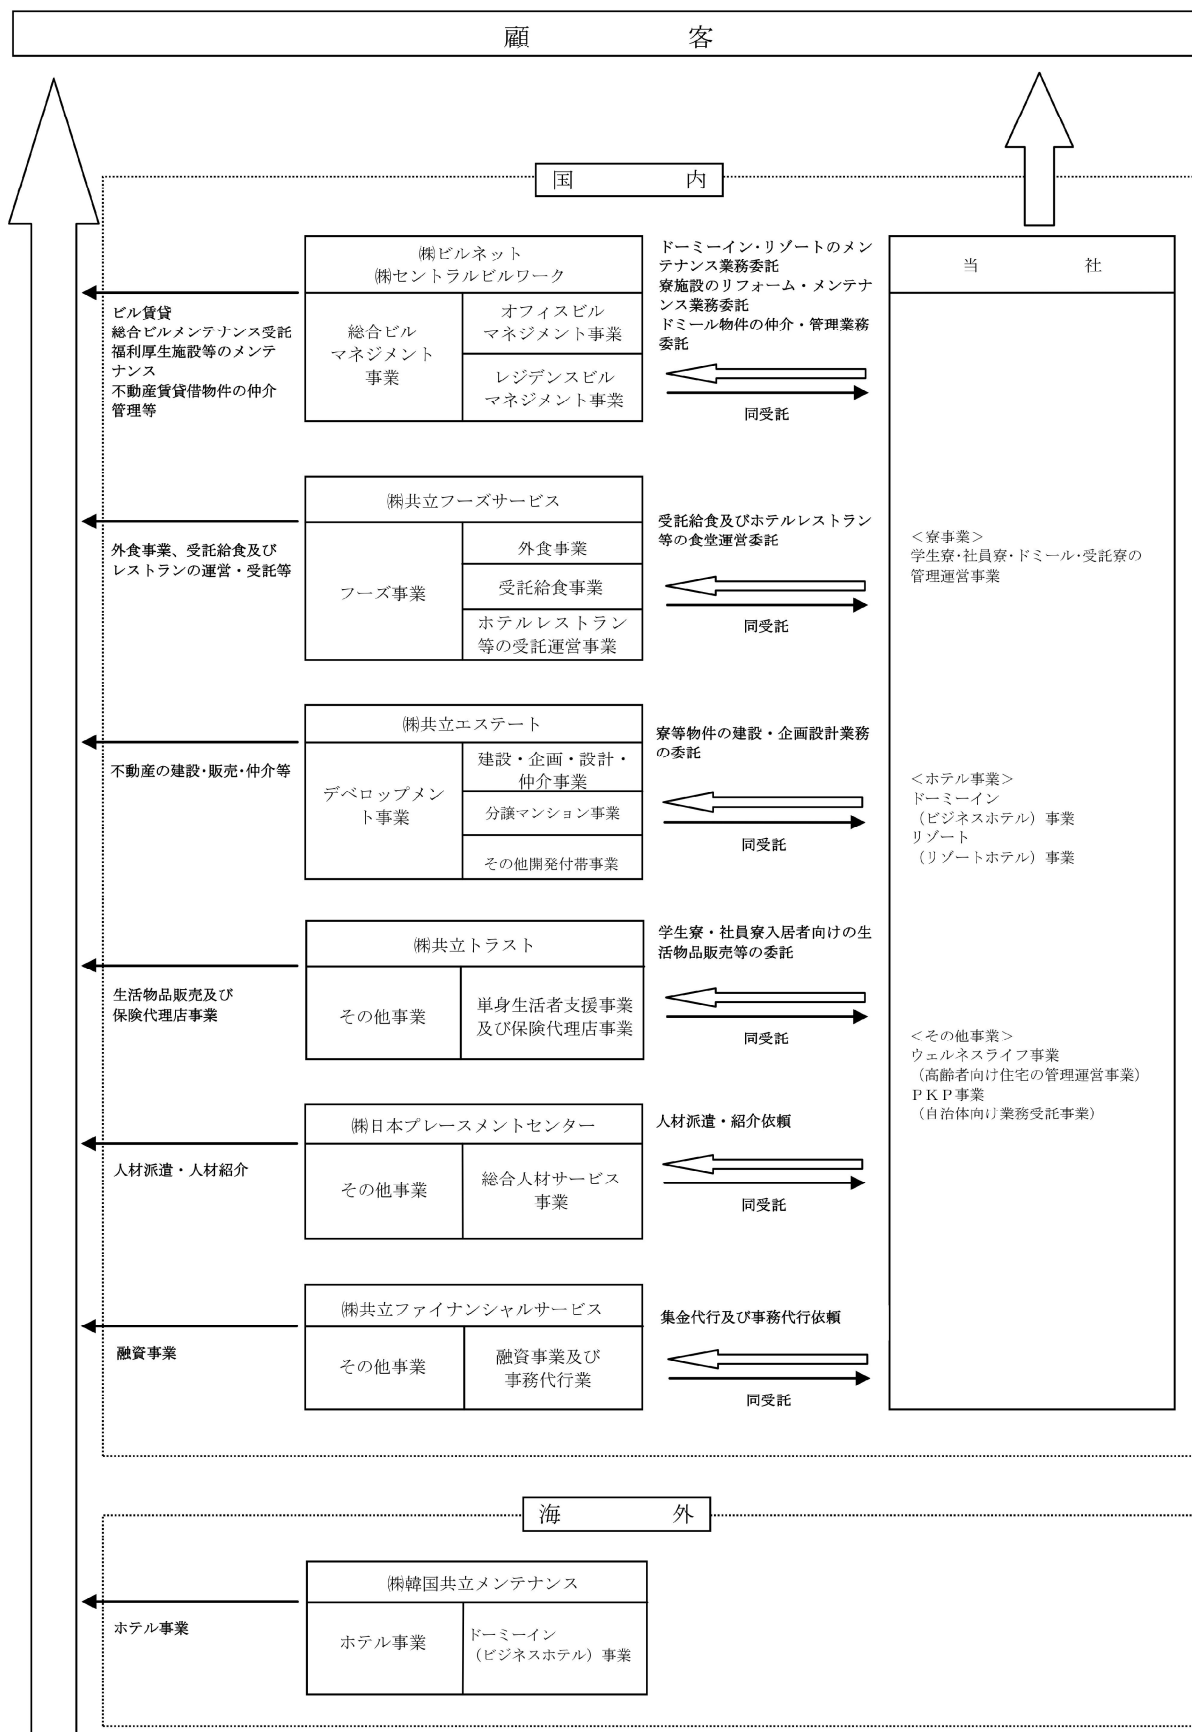 顧客
国内
㈱ビルネット
㈱セントラルビルワーク
総合ビル
マネジメント
事業
オフィスビル
マネジメント事業
レジデンスビル
マネジメント事業
ビル賃貸
総合ビルメンテナンス受託
福利厚生施設等のメンテ
ナンス
不動産賃貸借物件の仲介
管理等
ドーミーイン・リゾートのメン
テナンス業務委託
寮施設のリフォーム・メンテナ
ンス業務委託
ドミール物件の仲介・管理業務
委託
同受託
当社
㈱共立フーズサービス
フーズ事業
外食事業
受託給食事業
ホテルレストラン
等の受託運営事業
外食事業、受託給食及び
レストランの運営・受託等
受託給食及びホテルレストラン
等の食堂運営委託
同受託
＜寮事業＞
学生寮・社員寮・ドミール・受託寮の
管理運営事業
㈱共立エステート
デベロップメン
ト事業
建設・企画・設計・
仲介事業
分譲マンション事業
その他開発付帯事業
不動産の建設・販売・仲介等
寮等物件の建設・企画設計業務
の委託
同受託
＜ホテル事業＞
ドーミーイン
（ビジネスホテル）事業
リゾート
（リゾートホテル）事業
㈱共立トラスト
その他事業
単身生活者支援事業
及び保険代理店事業
生活物品販売及び
保険代理店事業
学生寮・社員寮入居者向けの生
活物品販売等の委託
同受託
＜その他事業＞
ウェルネスライフ事業
（高齢者向け住宅の管理運営事業）
ＰＫＰ事業
（自治体向け業務受託事業）
㈱日本プレースメントセンター
その他事業
総合人材サービス
事業
人材派遣・人材紹介
人材派遣・紹介依頼
同受託
㈱共立ファイナンシャルサービス
その他事業
融資事業及び
事務代行業
融資事業
集金代行及び事務代行依頼
同受託
海外
㈱韓国共立メンテナンス
ホテル事業
ドーミーイン
（ビジネスホテル）事業
ホテル事業